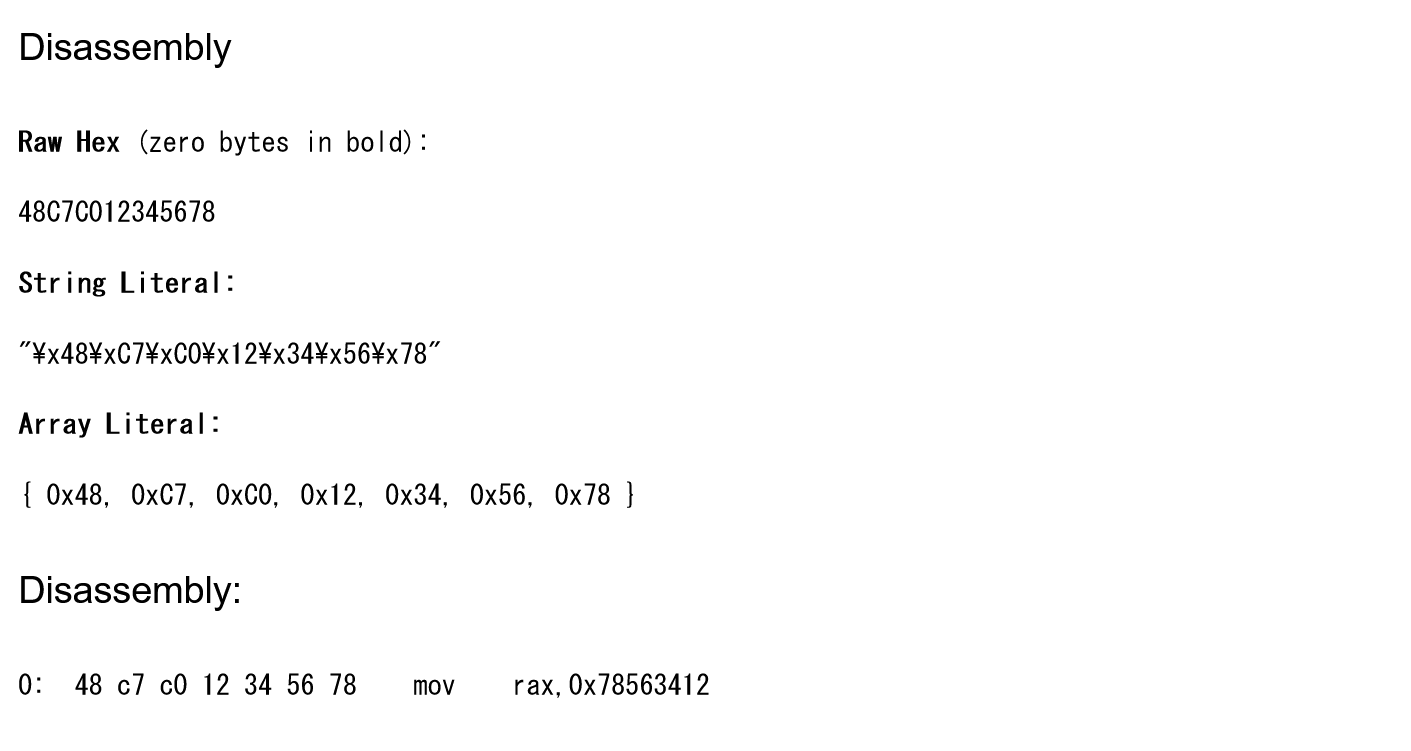 Disassembly
Raw Hex (zero bytes in bold):
48C7C012345678
String Literal:
"¥x48¥xC7¥xC0¥x12¥x34¥x56¥x78"
Array Literal:
{ 0x48, 0xC7, 0xC0, 0x12, 0x34, 0x56, 0x78 }
Disassembly:
0:  48 c7 c0 12 34 56 78    mov    rax,0x78563412